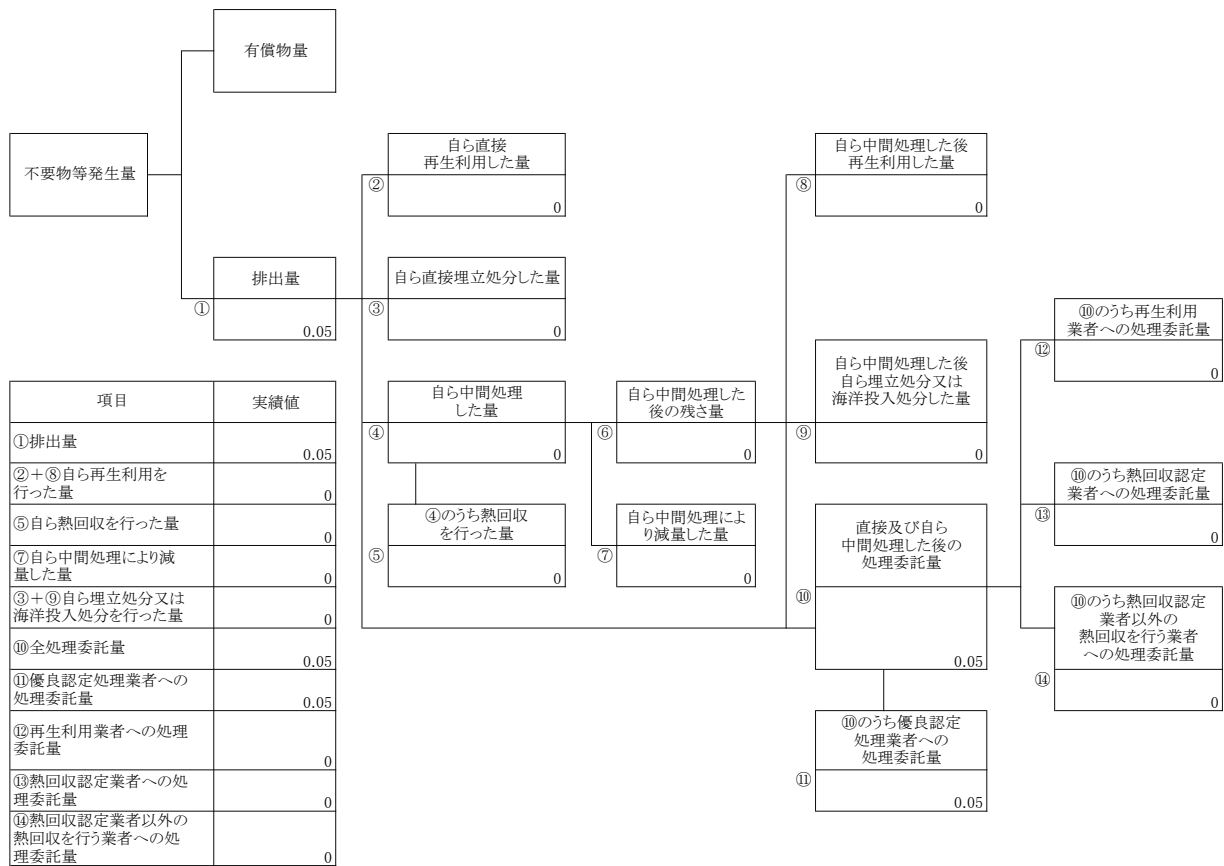 有償物量
不要物等発生量
排出量
①
0.05
自ら直接
再生利用した量
②
0
自ら直接埋立処分した量
③
0
自ら中間処理
した量
④
0
④のうち熱回収
を行った量
⑤
0
自ら中間処理した
後の残さ量
⑥
0
自ら中間処理によ
り減量した量
⑦
0
自ら中間処理した後
再生利用した量
⑧
0
自ら中間処理した後
自ら埋立処分又は
海洋投入処分した量
⑨
0
直接及び自ら
中間処理した後の
処理委託量
⑩
0.05
⑩のうち優良認定
処理業者への
処理委託量
⑪
0.05
⑩のうち再生利用
業者への処理委託量
⑫
0
⑩のうち熱回収認定
業者への処理委託量
⑬
0
⑩のうち熱回収認定
業者以外の
熱回収を行う業者
への処理委託量
⑭
0
項目 実績値
①排出量 0.05
②+⑧自ら再生利用を
行った量 0
⑤自ら熱回収を行った量 0
⑦自ら中間処理により減
量した量 0
③+⑨自ら埋立処分又は
海洋投入処分を行った量 0
⑩全処理委託量 0.05
⑪優良認定処理業者への
処理委託量 0.05
⑫再生利用業者への処理
委託量 0
⑬熱回収認定業者への処
理委託量 0
⑭熱回収認定業者以外の
熱回収を行う業者への処
理委託量 0